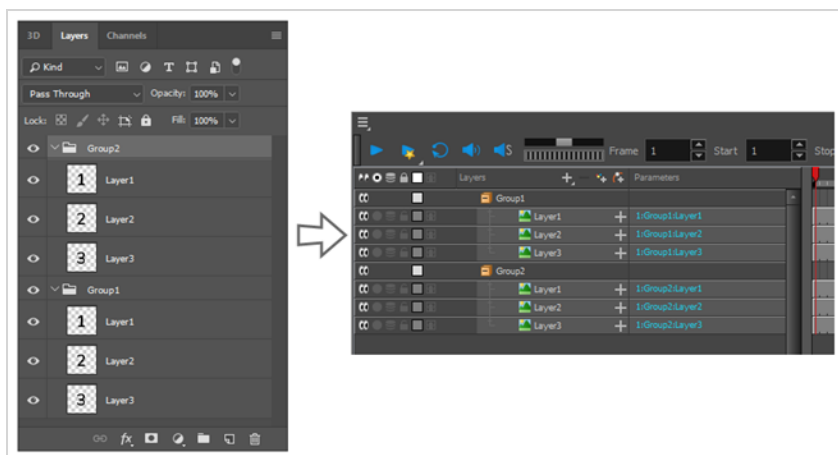 3D Layers Channels
Kind
Pass Through Opacity: 100%
Lock: Fill: 100%
Group2
1 Layer1
2 Layer2
3 Layer3
Group1
1 Layer1
2 Layer2
3 Layer3
fx
S Frame 1 Start 1 Stop
Layers Parameters
Group1
Layer1 1:Group1:Layer1
Layer2 1:Group1:Layer2
Layer3 1:Group1:Layer3
Group2
Layer1 1:Group2:Layer1
Layer2 1:Group2:Layer2
Layer3 1:Group2:Layer3